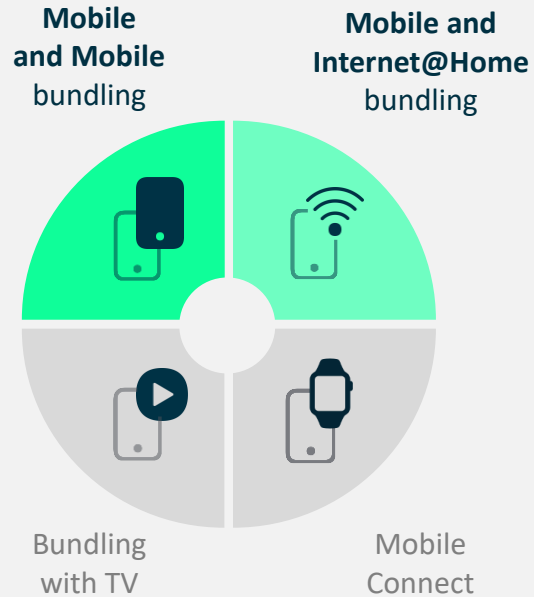 Mobile
and Mobile
bundling
Mobile and
Internet@Home
bundling
Bundling
with TV
Mobile
Connect